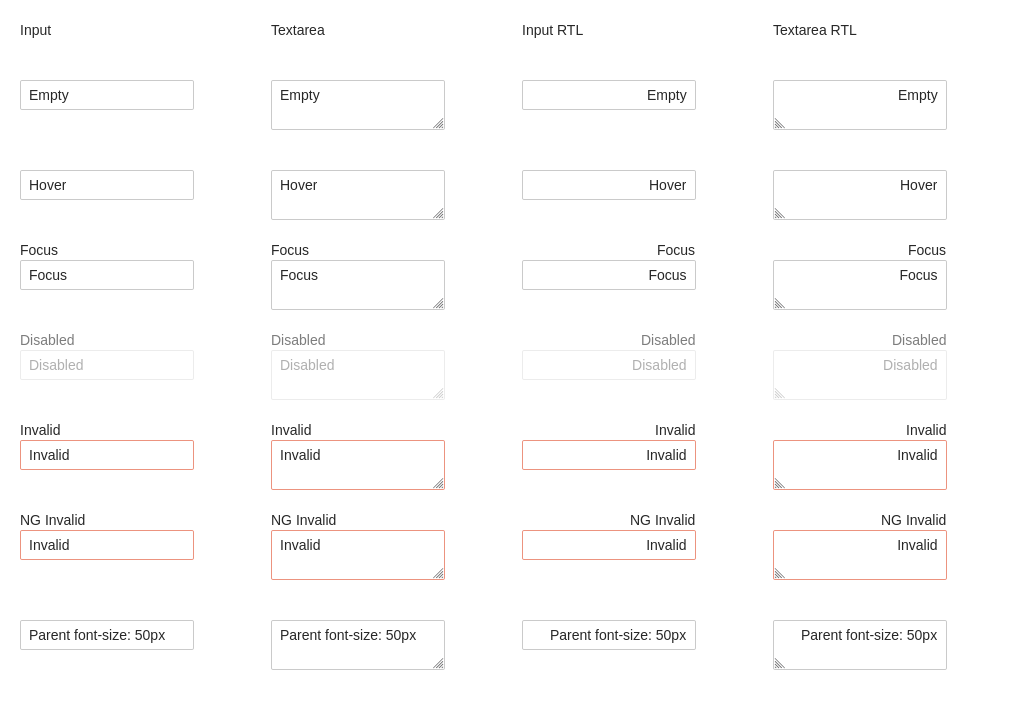 Input Textarea Input RTL Textarea RTL
Empty Empty Empty Empty
Hover Hover Hover Hover
Focus Focus Focus Focus
Focus Focus Focus Focus
Disabled Disabled Disabled Disabled
Disabled Disabled Disabled Disabled
Invalid Invalid Invalid Invalid
Invalid Invalid Invalid Invalid
NG Invalid NG Invalid NG Invalid NG Invalid
Invalid Invalid Invalid Invalid
Parent font-size: 50px Parent font-size: 50px Parent font-size: 50px Parent font-size: 50px